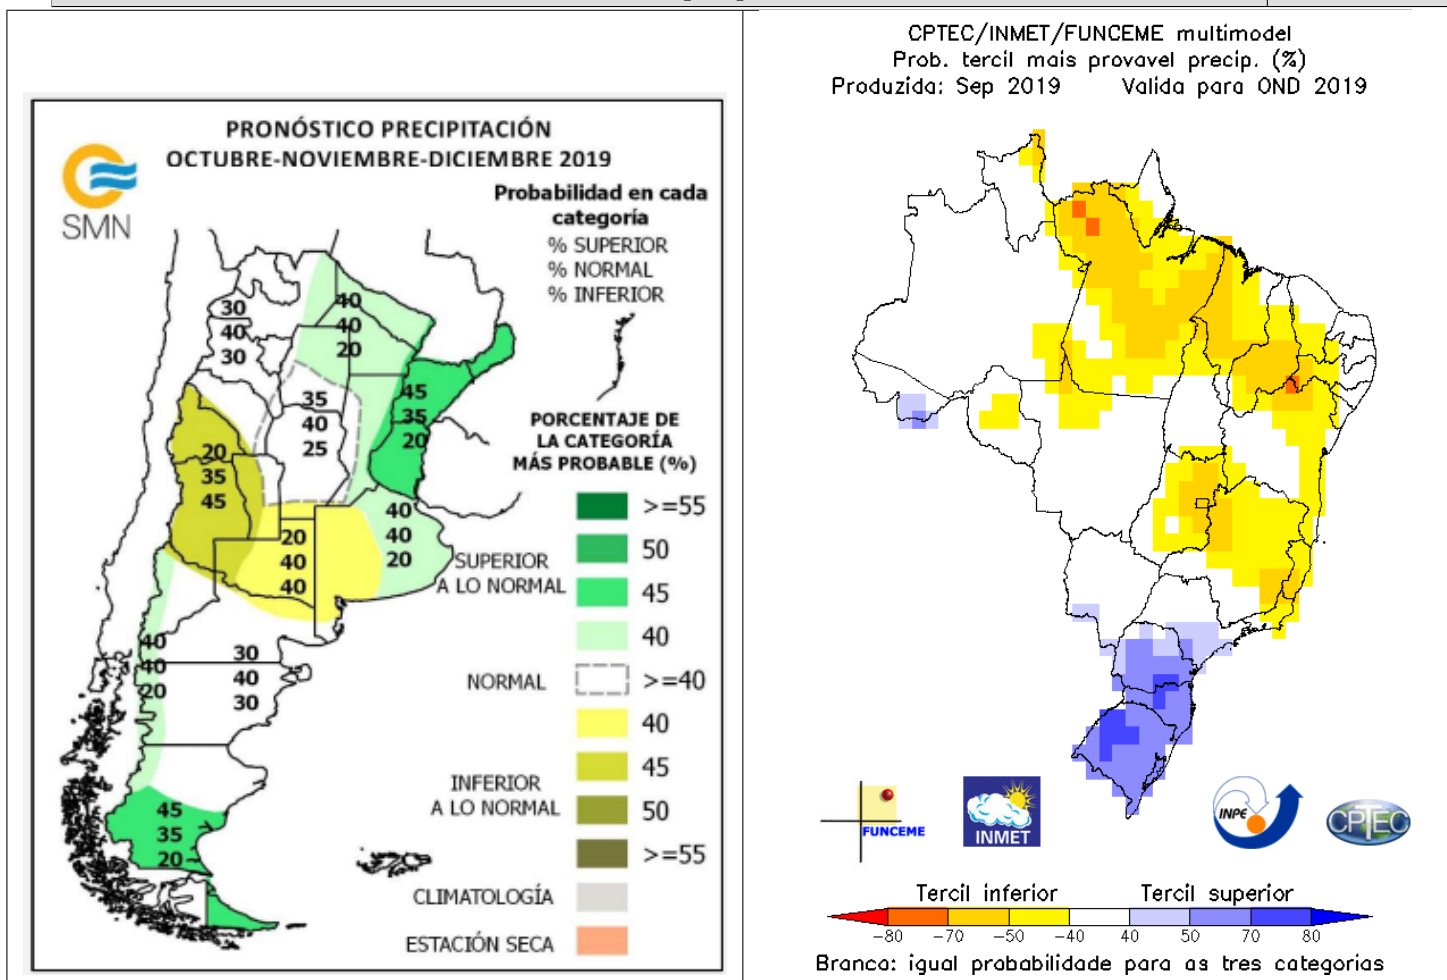 PRONÓSTICO PRECIPITACIÓN
OCTUBRE-NOVIEMBRE-DICIEMBRE 2019
SMN
Probabilidad en cada
categoría
% SUPERIOR
% NORMAL
% INFERIOR
30
40
30
40
40
20
35
40
25
45
35
20
20
35
45
40
40
20
20
40
40
40
40
20
30
40
30
45
35
20
PORCENTAJE DE
LA CATEGORÍA
MÁS PROBABLE (%)
>=55
50
SUPERIOR
A LO NORMAL
45
40
NORMAL
>=40
40
45
INFERIOR
A LO NORMAL
50
>=55
CLIMATOLOGÍA
ESTACIÓN SECA
CPTEC/INMET/FUNCEME multimodel
Prob. tercil mais provavel precip. (%)
Produzida: Sep 2019 Valida para OND 2019
FUNCEME
INMET
INPE
CPTEC
Tercil inferior Tercil superior
-80 -70 -50 -40 40 50 70 80
Branco: igual probabilidade para as tres categorias